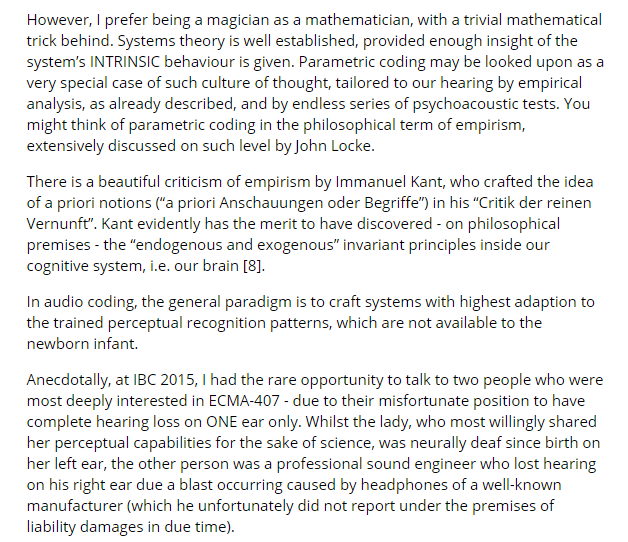 However, I prefer being a magician as a mathematician, with a trivial mathematical
trick behind. Systems theory is well established, provided enough insight of the
system's INTRINSIC behaviour is given. Parametric coding may be looked upon as a
very special case of such culture of thought, tailored to our hearing by empirical
analysis, as already described, and by endless series of psychoacoustic tests. You
might think of parametric coding in the philosophical term of empirism,
extensively discussed on such level by John Locke.
There is a beautiful criticism of empirism by Immanuel Kant, who crafted the idea
of a priori notions (“a priori Anschauungen oder Begriffe”) in his “Critik der reinen
Vernunft”. Kant evidently has the merit to have discovered - on philosophical
premises - the “endogenous and exogenous” invariant principles inside our
cognitive system, i.e. our brain [8].
In audio coding, the general paradigm is to craft systems with highest adaption to
the trained perceptual recognition patterns, which are not available to the
newborn infant.
Anecdotally, at IBC 2015, I had the rare opportunity to talk to two people who were
most deeply interested in ECMA-407 - due to their misfortunate position to have
complete hearing loss on ONE ear only. Whilst the lady, who most willingly shared
her perceptual capabilities for the sake of science, was neurally deaf since birth on
her left ear, the other person was a professional sound engineer who lost hearing
on his right ear due a blast occurring caused by headphones of a well-known
manufacturer (which he unfortunately did not report under the premises of
liability damages in due time).